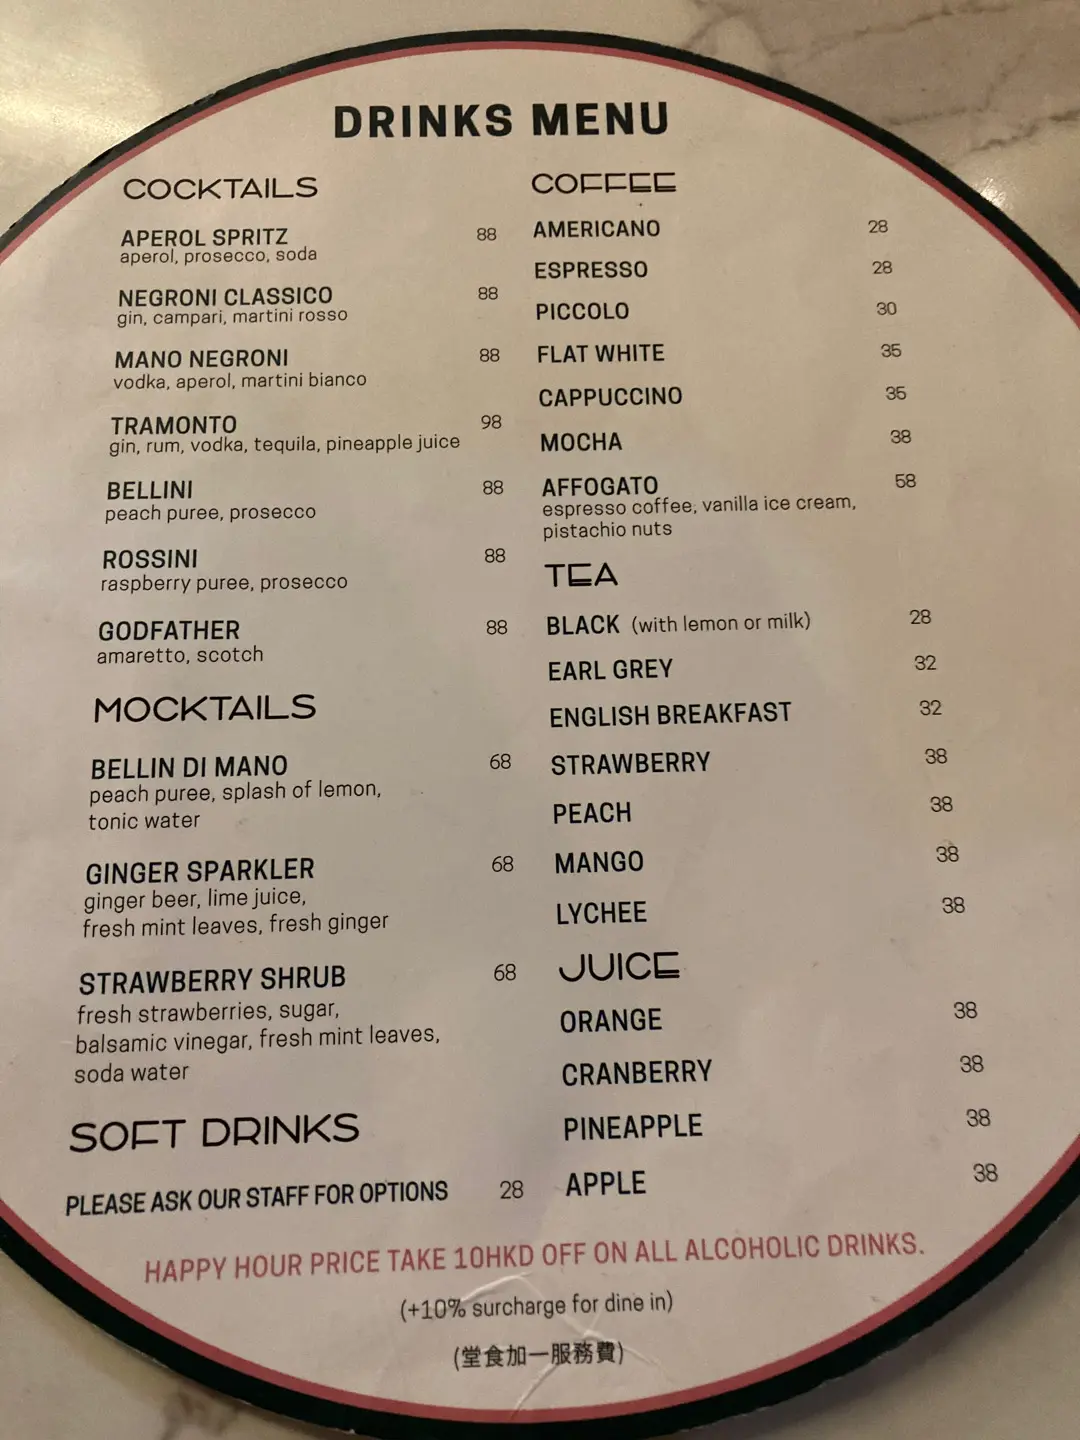 DRINKS MENU
COCKTAILS
APEROL SPRITZ 88
aperol, prosecco, soda
NEGRONI CLASSICO 88
gin, campari, martini rosso
MANO NEGRONI 88
vodka, aperol, martini bianco
TRAMONTO 98
gin, rum, vodka, tequila, pineapple juice
BELLINI 88
peach puree, prosecco
ROSSINI 88
raspberry puree, prosecco
GODFATHER 88
amaretto, scotch
MOCKTAILS
BELLIN DI MANO 68
peach puree, splash of lemon,
tonic water
GINGER SPARKLER 68
ginger beer, lime juice,
fresh mint leaves, fresh ginger
STRAWBERRY SHRUB 68
fresh strawberries, sugar,
balsamic vinegar, fresh mint leaves,
soda water
SOFT DRINKS
PLEASE ASK OUR STAFF FOR OPTIONS 28
COFFEE
AMERICANO 28
ESPRESSO 28
PICCOLO 30
FLAT WHITE 35
CAPPUCCINO 35
MOCHA 38
AFFOGATO 58
espresso coffee, vanilla ice cream,
pistachio nuts
TEA
BLACK (with lemon or milk) 28
EARL GREY 32
ENGLISH BREAKFAST 32
STRAWBERRY 38
PEACH 38
MANGO 38
LYCHEE 38
JUICE
ORANGE 38
CRANBERRY 38
PINEAPPLE 38
APPLE 38
HAPPY HOUR PRICE TAKE 10HKD OFF ON ALL ALCOHOLIC DRINKS.
(+10% surcharge for dine in)
(堂食加一服務費)